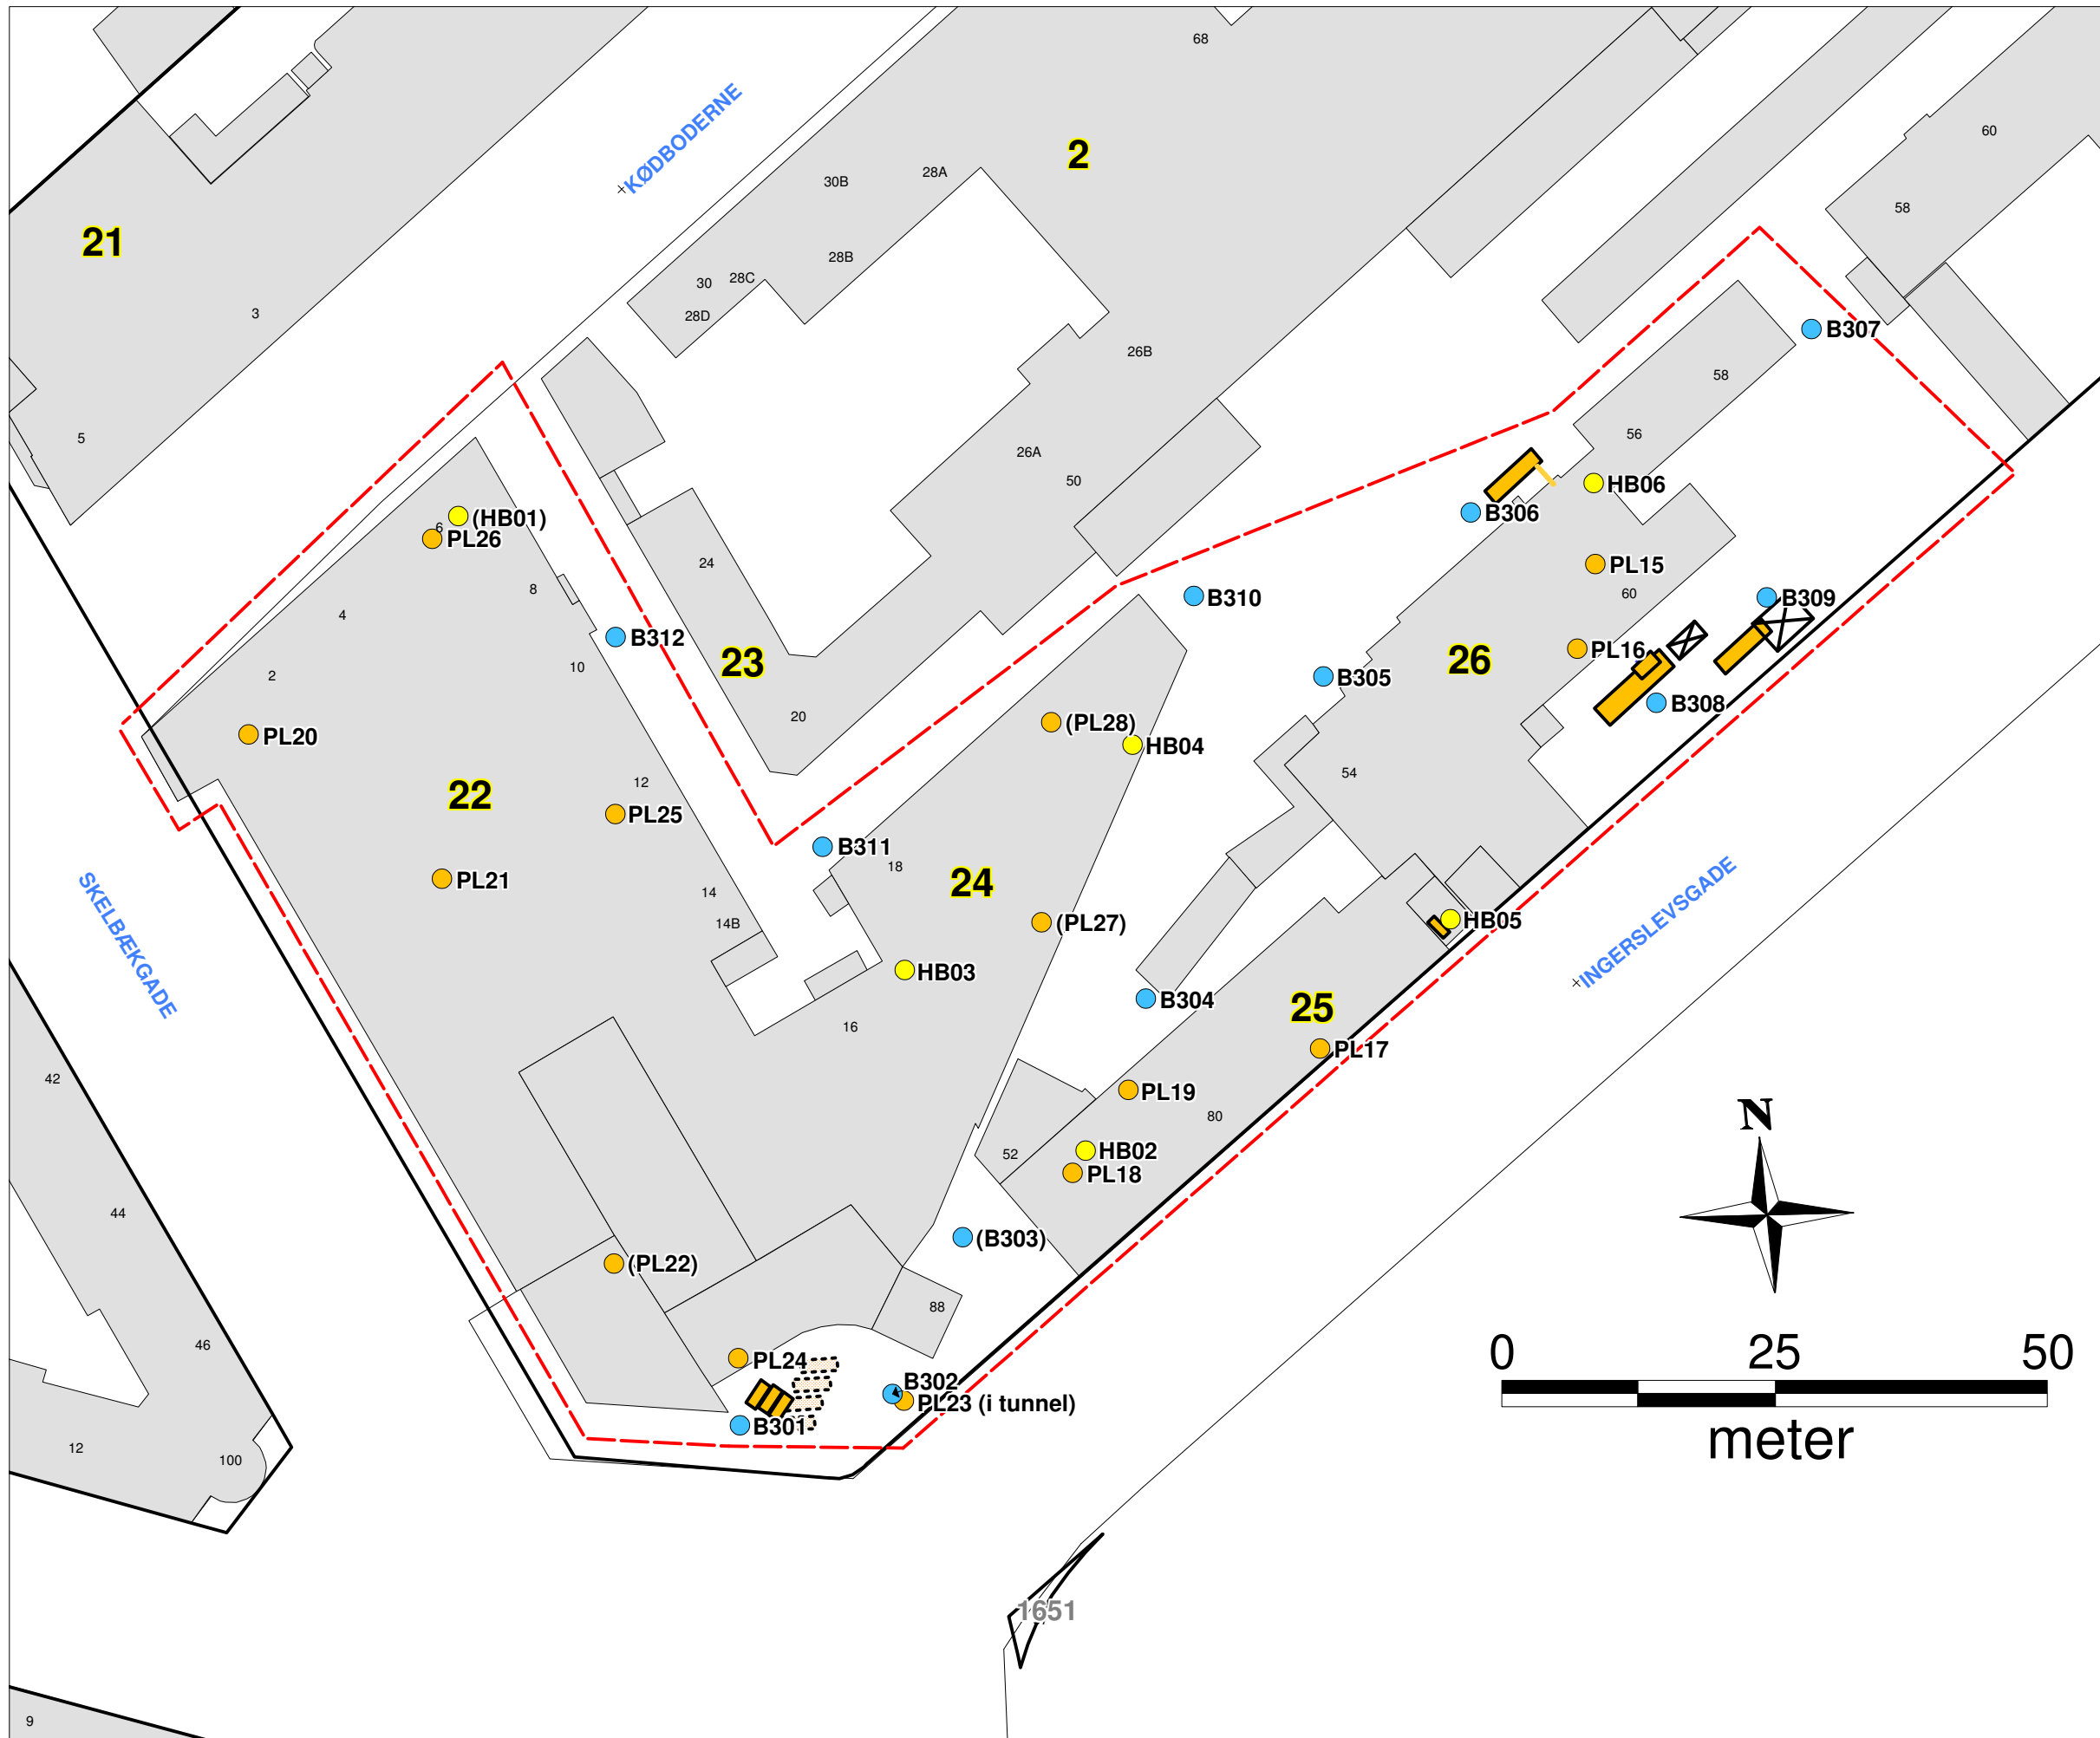 68
KØDBODERNE
2
60
30B
28A
58
21
28B
30
28C
3
28D
B307
26B
58
5
56
26A
50
HB06
B306
(HB01)
6
PL26
24
PL15
8
60
B310
B309
4
B312
PL16
23
26
10
2
B305
B308
20
(PL28)
PL20
HB04
54
12
22
PL25
B311
18
PL21
24
INGERSLEVSGADE
14
14B
(PL27)
HB05
SKELBÆKGADE
HB03
B304
25
16
PL17
42
PL19
80
N
HB02
52
PL18
44
(B303)
(PL22)
88
46
0 25 50
PL24
B302
PL23 (i tunnel)
B301
meter
12
100
1651
9